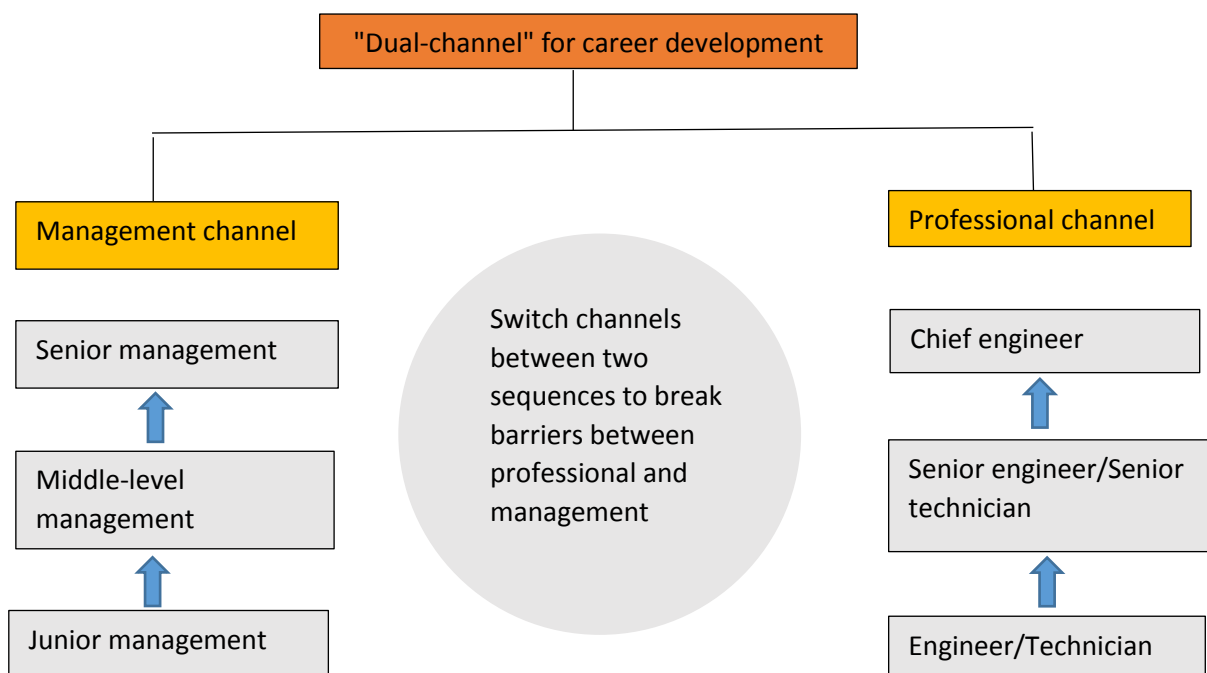 "Dual-channel" for career development
Management channel
Professional channel
Senior management
Middle-level
management
Junior management
Switch channels
between two
sequences to break
barriers between
professional and
management
Chief engineer
Senior engineer/Senior
technician
Engineer/Technician